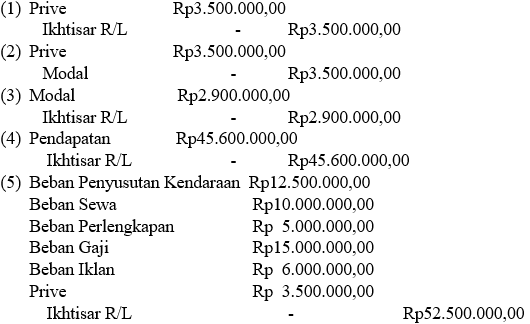 (1) Prive Rp3.500.000,00
Ikhtisar R/L - Rp3.500.000,00
(2) Prive Rp3.500.000,00
Modal - Rp3.500.000,00
(3) Modal Rp2.900.000,00
Ikhtisar R/L - Rp2.900.000,00
(4) Pendapatan Rp45.600.000,00
Ikhtisar R/L - Rp45.600.000,00
(5) Beban Penyusutan Kendaraan Rp12.500.000,00
Beban Sewa Rp10.000.000,00
Beban Perlengkapan Rp 5.000.000,00
Beban Gaji Rp15.000.000,00
Beban Iklan Rp 6.000.000,00
Prive Rp 3.500.000,00
Ikhtisar R/L - Rp52.500.000,00